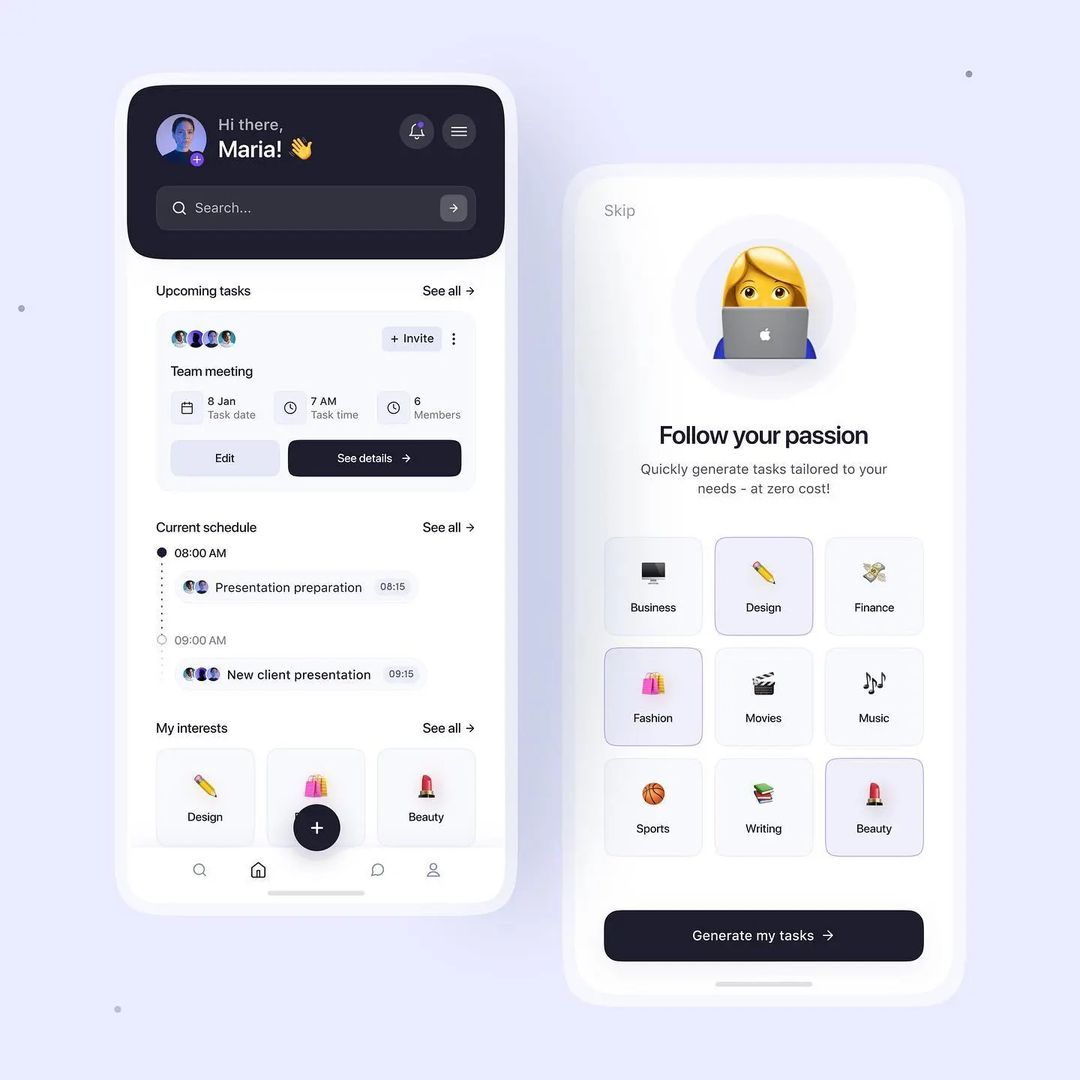 Hi there,
Maria! 👋
Search...
Upcoming tasks
See all →
+ Invite
Team meeting
8 Jan
Task date
7 AM
Task time
6
Members
Edit
See details →
Current schedule
See all →
08:00 AM
Presentation preparation 08:15
09:00 AM
New client presentation 09:15
My interests
See all →
Design
Beauty
Skip
Follow your passion
Quickly generate tasks tailored to your
needs - at zero cost!
Business
Design
Finance
Fashion
Movies
Music
Sports
Writing
Beauty
Generate my tasks →